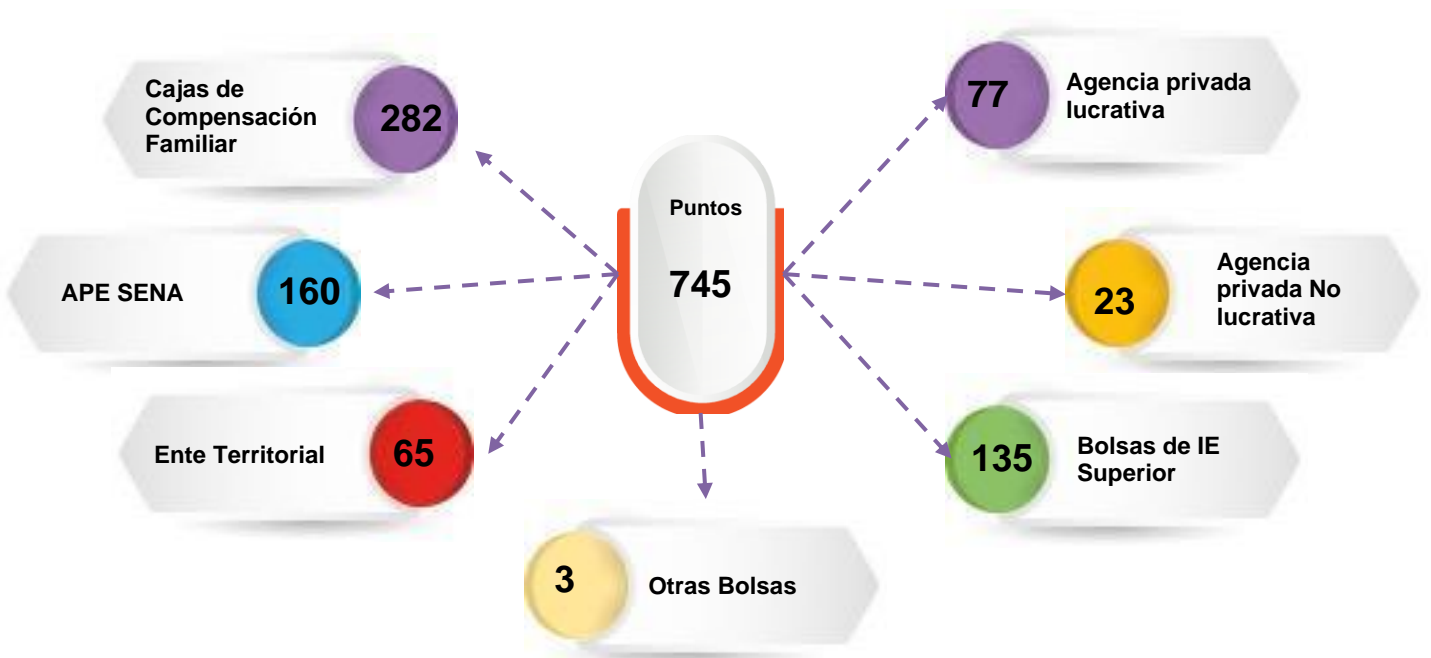 Cajas de
Compensación
Familiar
282
APE SENA
160
Ente Territorial
65
Puntos
745
3
Otras Bolsas
77
Agencia privada
lucrativa
23
Agencia
privada No
lucrativa
135
Bolsas de IE
Superior